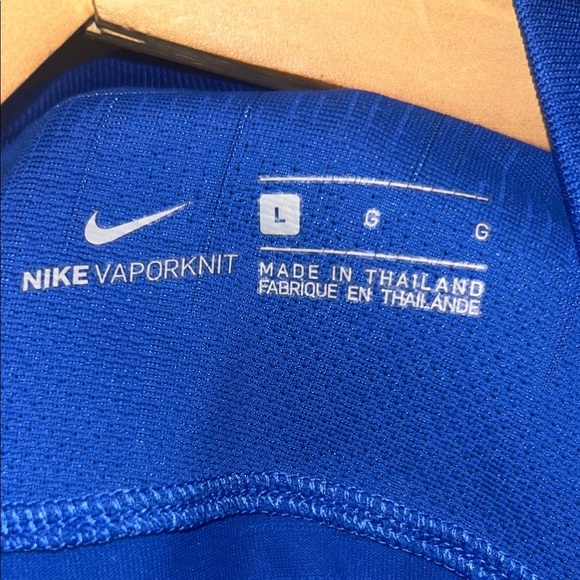 NIKE VAPORKNIT
L G G
MADE IN THAILAND
FABRIQUE EN THAILANDE